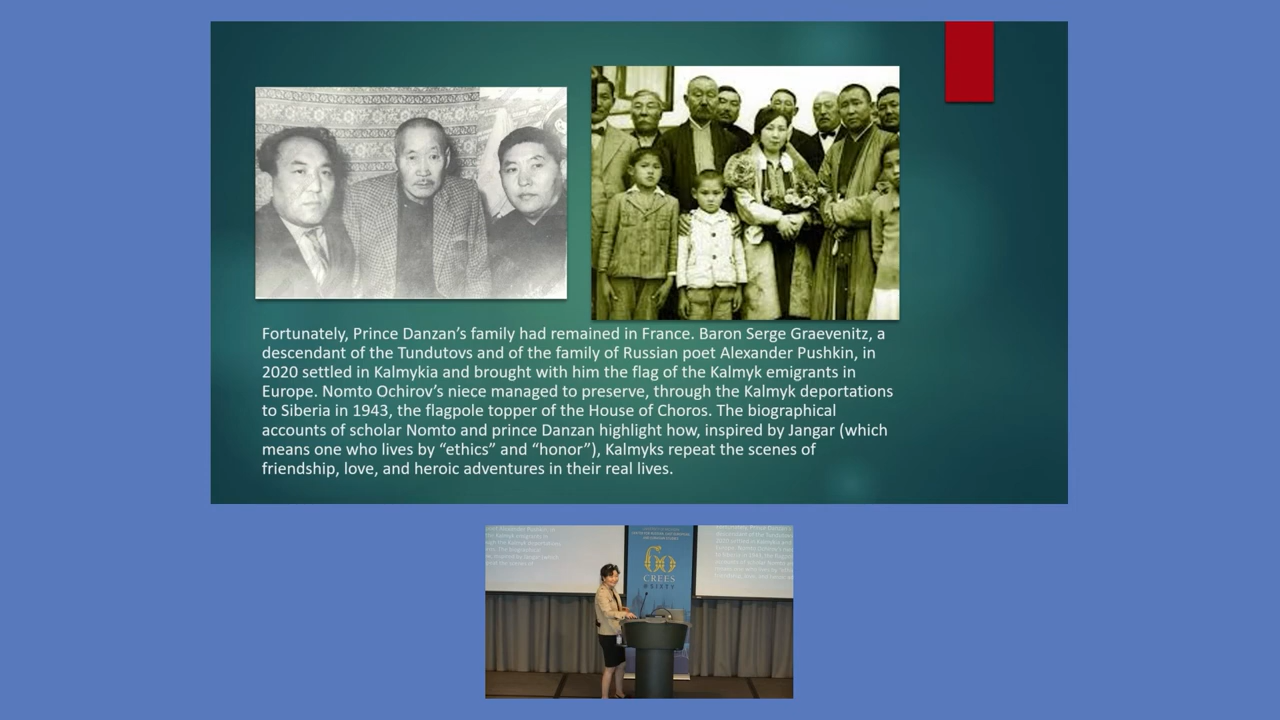 Fortunately, Prince Danzan’s family had remained in France. Baron Serge Graevenitz, a
descendant of the Tundutovs and of the family of Russian poet Alexander Pushkin, in
2020 settled in Kalmykia and brought with him the flag of the Kalmyk emigrants in
Europe. Nomto Ochirov’s niece managed to preserve, through the Kalmyk deportations
to Siberia in 1943, the flagpole topper of the House of Choros. The biographical
accounts of scholar Nomto and prince Danzan highlight how, inspired by Jangar (which
means one who lives by “ethics” and “honor”), Kalmyks repeat the scenes of
friendship, love, and heroic adventures in their real lives.
60
CREES